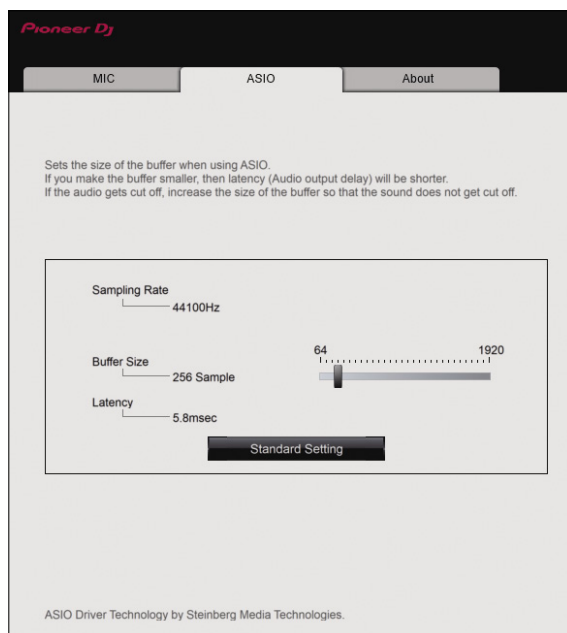 Pioneer Dj
MIC
ASIO
About
Sets the size of the buffer when using ASIO.
If you make the buffer smaller, then latency (Audio output delay) will be shorter.
If the audio gets cut off, increase the size of the buffer so that the sound does not get cut off.
Sampling Rate
44100Hz
64 1920
Buffer Size
256 Sample
Latency
5.8msec
Standard Setting
ASIO Driver Technology by Steinberg Media Technologies.